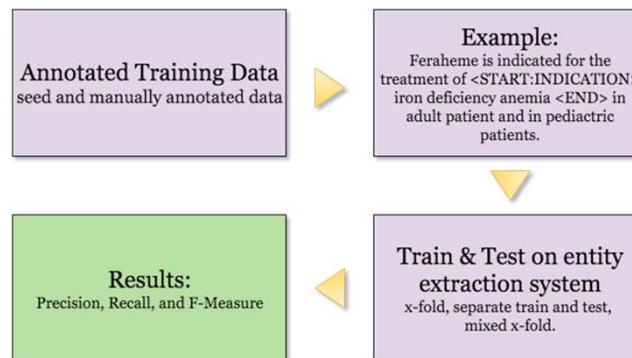 Annotated Training Data
seed and manually annotated data
Example:
Feraheme is indicated for the
treatment of <START:INDICATION>
iron deficiency anemia <END> in
adult patient and in pediactric
patients.
Train & Test on entity
extraction system
x-fold, separate train and test,
mixed x-fold.
Results:
Precision, Recall, and F-Measure